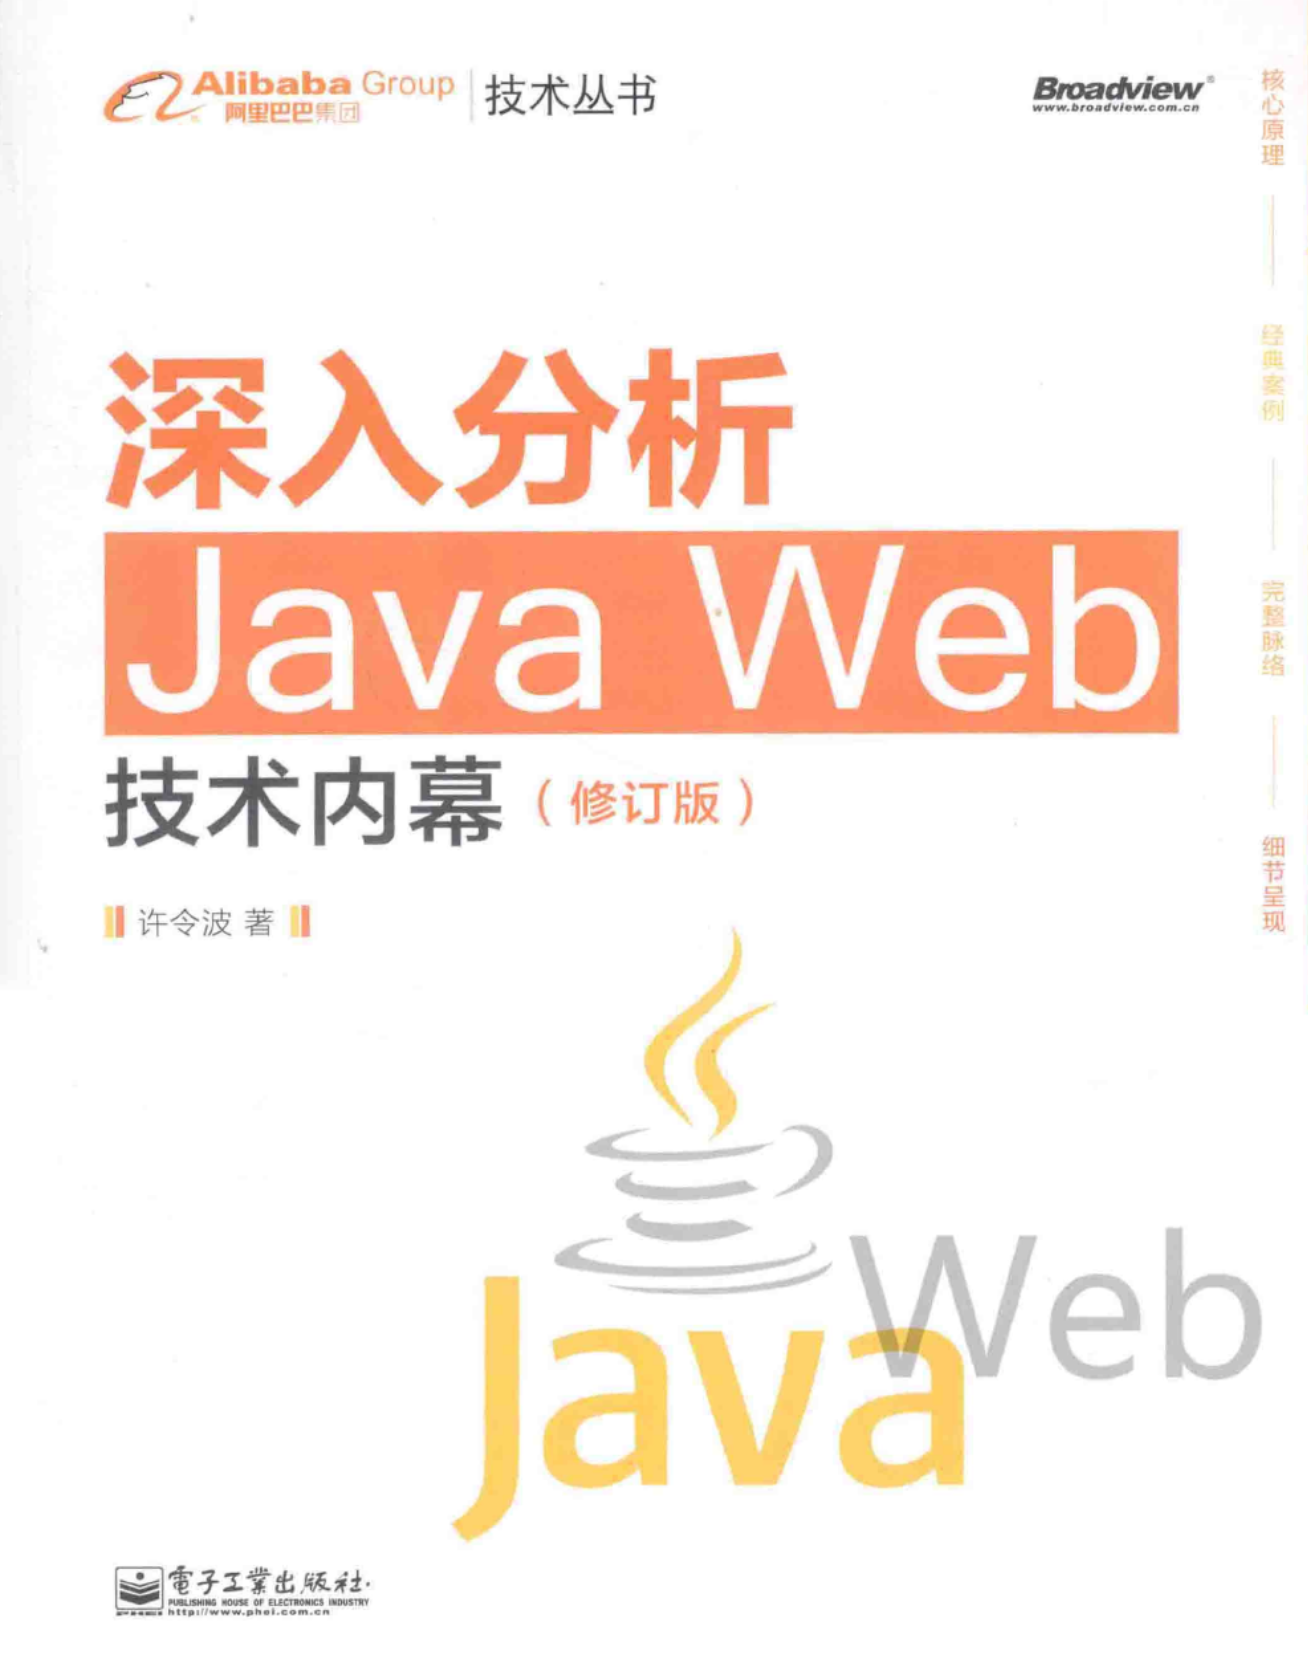 Alibaba Group
阿里巴巴集团
技术丛书
Broadview®
www.broadview.com.cn
核心原理
经典案例
完整脉络
细节呈现
深入分析
Java Web
技术内幕（修订版）
许令波 著
Java
Web
電子工業出版社·
PUBLISHING HOUSE OF ELECTRONICS INDUSTRY
http://www.phei.com.cn